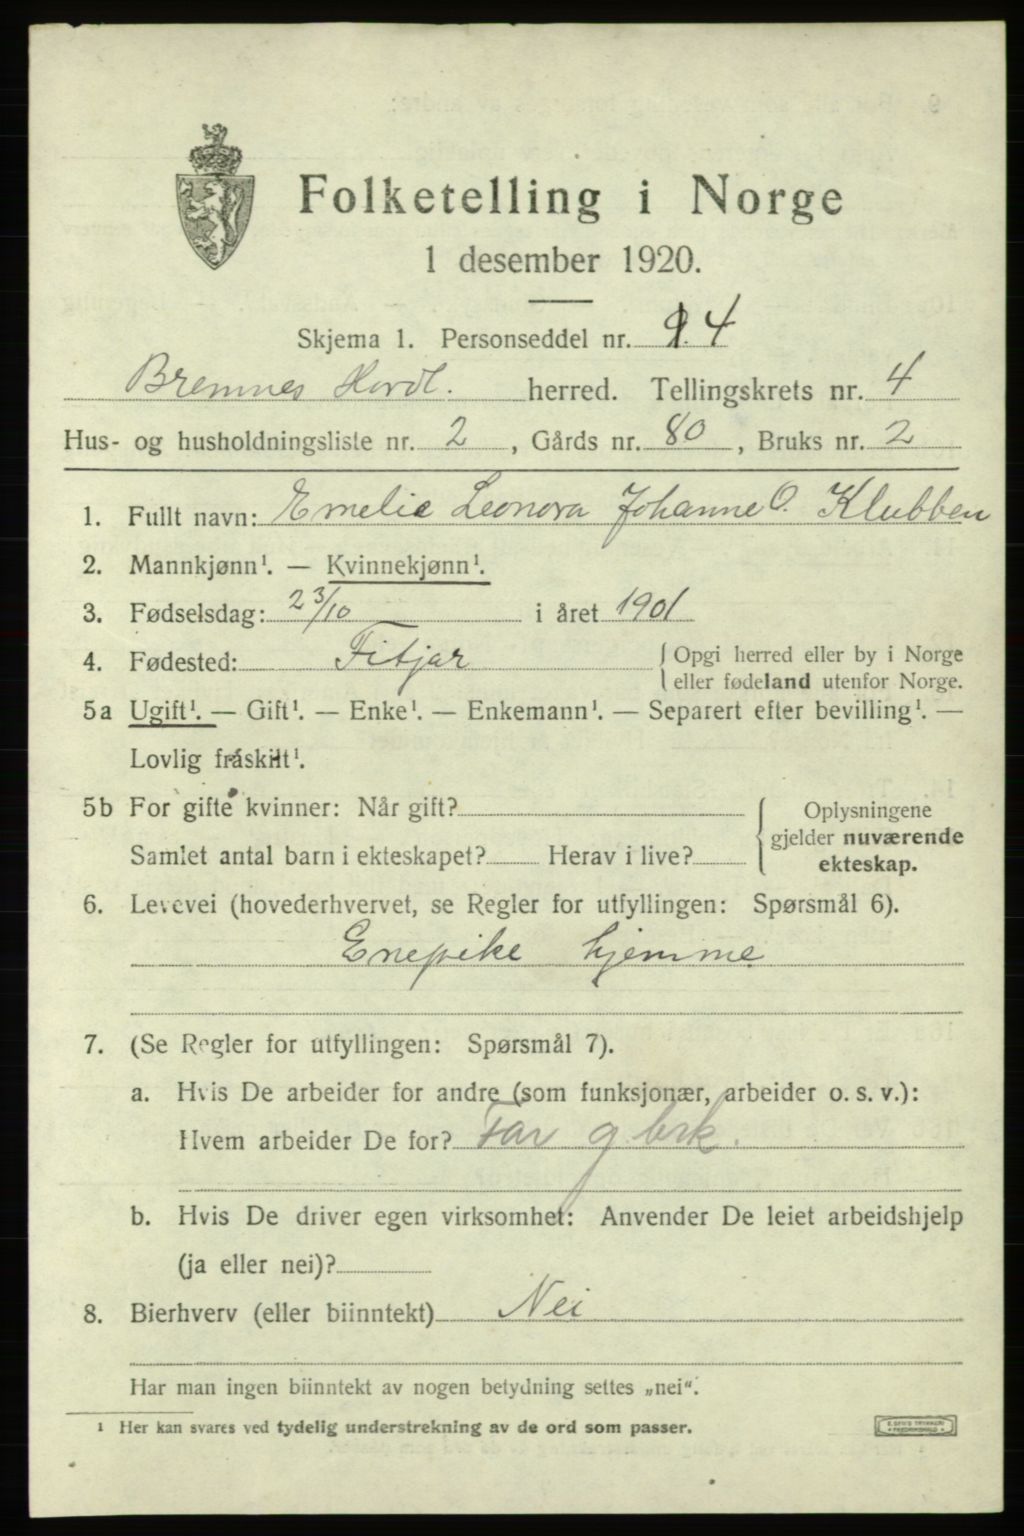 Folketelling i Norge
1 desember 1920.
Skjema 1. Personseddel nr. 4
Bremnes Hordl. herred. Tellingskrets nr. 4
Hus- og husholdningsliste nr. 2, Gårds nr. 80, Bruks nr. 2
1. Fullt navn: Emelie Leonora Johanne O. Klubben
2. Mannkjønn¹. — Kvinnekjønn¹.
3. Fødselsdag: 23/10 i året 1901
4. Fødested: Fitjar { Opgi herred eller by i Norge
eller fødeland utenfor Norge.
5a Ugift¹. — Gift¹. — Enke¹. — Enkemann¹. — Separert efter bevilling¹. —
Lovlig fråskilt¹.
5b For gifte kvinner: Når gift?
Samlet antal barn i ekteskapet? Herav i live?
Oplysningene
gjelder nuværende
ekteskap.
6. Levevei (hovederhvervet, se Regler for utfyllingen: Spørsmål 6).
Enepike hjemme
7. (Se Regler for utfyllingen: Spørsmål 7).
a. Hvis De arbeider for andre (som funksjonær, arbeider o. s. v.):
Hvem arbeider De for? Far gbrk.
b. Hvis De driver egen virksomhet: Anvender De leiet arbeidshjelp
(ja eller nei)?
8. Bierhverv (eller biinntekt) Nei
Har man ingen biinntekt av nogen betydning settes „nei“.
¹ Her kan svares ved tydelig understrekning av de ord som passer.